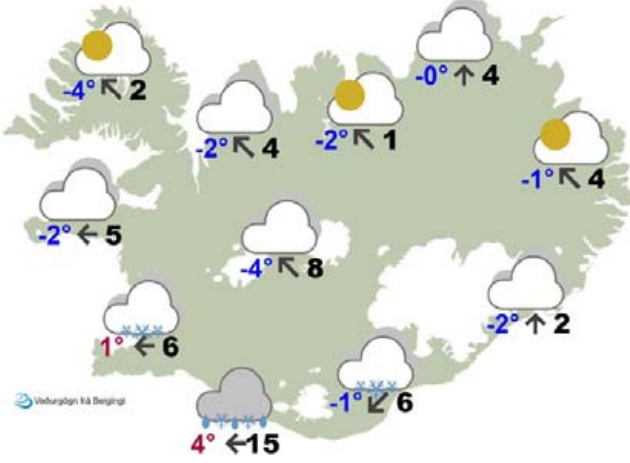 -4° ↖ 2
-0° ↑ 4
-2° ↖ 4
-2° ↖ 1
-1° ↖ 4
-2° ← 5
-4° ↖ 8
-2° ↑ 2
1° ← 6
-1° ↙ 6
4° ←15
Veðurgögn frá Belgingi